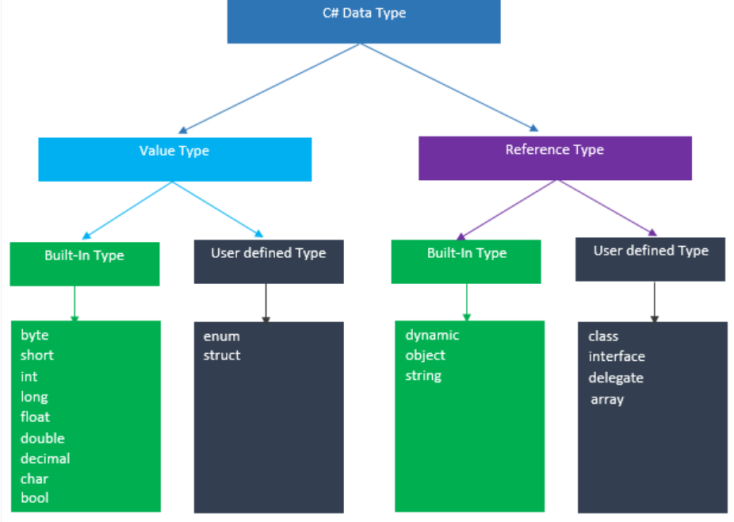 C# Data Type
Value Type
Reference Type
Built-In Type
User defined Type
Built-In Type
User defined Type
byte
short
int
long
float
double
decimal
char
bool
enum
struct
dynamic
object
string
class
interface
delegate
array